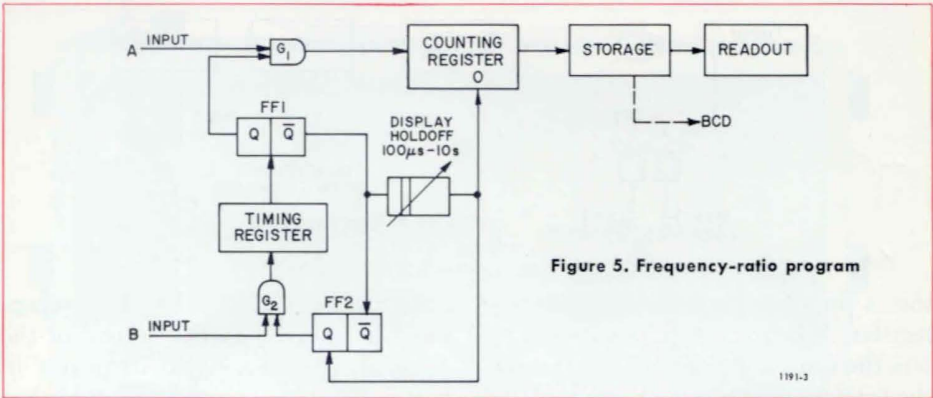 A INPUT
G1
COUNTING
REGISTER
0
STORAGE
READOUT
BCD
FF1
Q Q̅
DISPLAY
HOLDOFF
100μs-10s
TIMING
REGISTER
Figure 5. Frequency-ratio program
G2
FF2
B INPUT
Q Q̅
1191-3